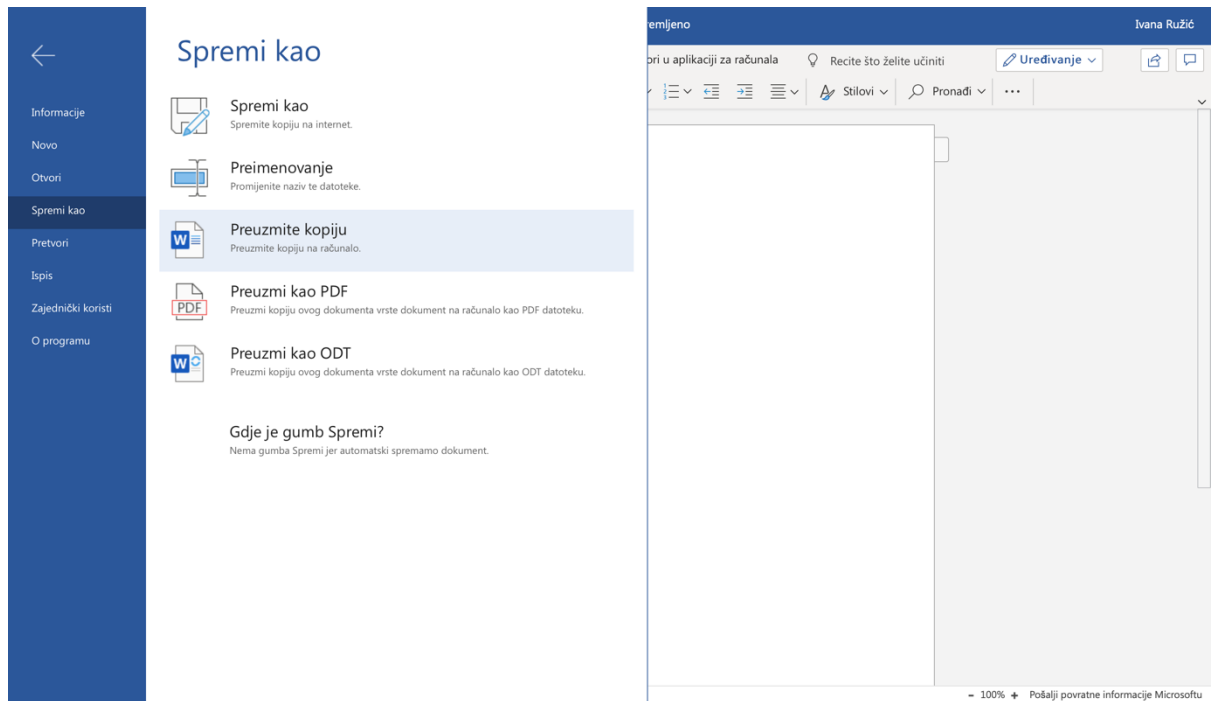 Informacije
Novo
Otvori
Spremi kao
Pretvori
Ispis
Zajednički koristi
O programu
Spremi kao
Spremi kao
Spremite kopiju na internet.
Preimenovanje
Promijenite naziv te datoteke.
W
Preuzmite kopiju
Preuzmite kopiju na računalo.
PDF
Preuzmi kao PDF
Preuzmi kopiju ovog dokumenta vrste dokument na računalo kao PDF datoteku.
W
Preuzmi kao ODT
Preuzmi kopiju ovog dokumenta vrste dokument na računalo kao ODT datoteku.
Gdje je gumb Spremi?
Nema gumba Spremi jer automatski spremamo dokument.
emljeno Ivana Ružić
ori u aplikaciji za računala Recite što želite učiniti Uređivanje
Stilovi Pronađi
- 100% + Pošalji povratne informacije Microsoftu